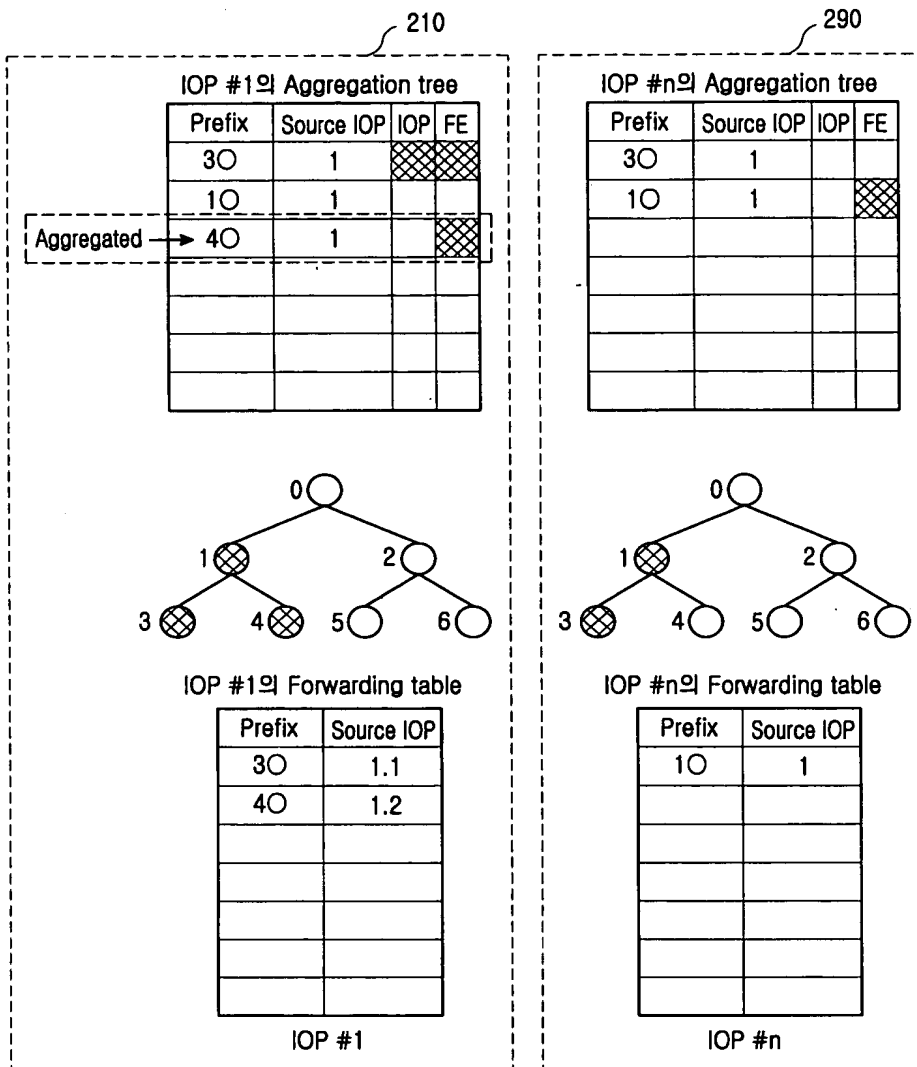 210
IOP #1의 Aggregation tree
Prefix Source IOP IOP FE
3○ 1
1○ 1
Aggregated → 4○ 1
0
1 2
3 4 5 6
IOP #1의 Forwarding table
Prefix Source IOP
3○ 1.1
4○ 1.2
IOP #1
290
IOP #n의 Aggregation tree
Prefix Source IOP IOP FE
3○ 1
1○ 1
0
1 2
3 4 5 6
IOP #n의 Forwarding table
Prefix Source IOP
1○ 1
IOP #n